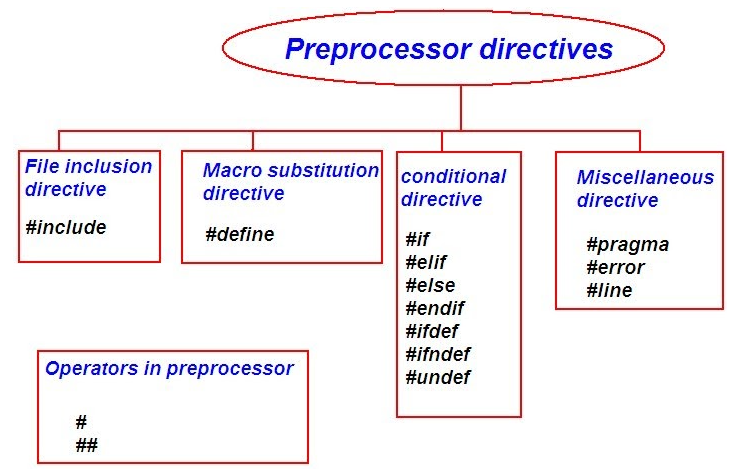 Preprocessor directives
File inclusion
directive
#include
Macro substitution
directive
#define
conditional
directive
#if
#elif
#else
#endif
#ifdef
#ifndef
#undef
Miscellaneous
directive
#pragma
#error
#line
Operators in preprocessor
#
##